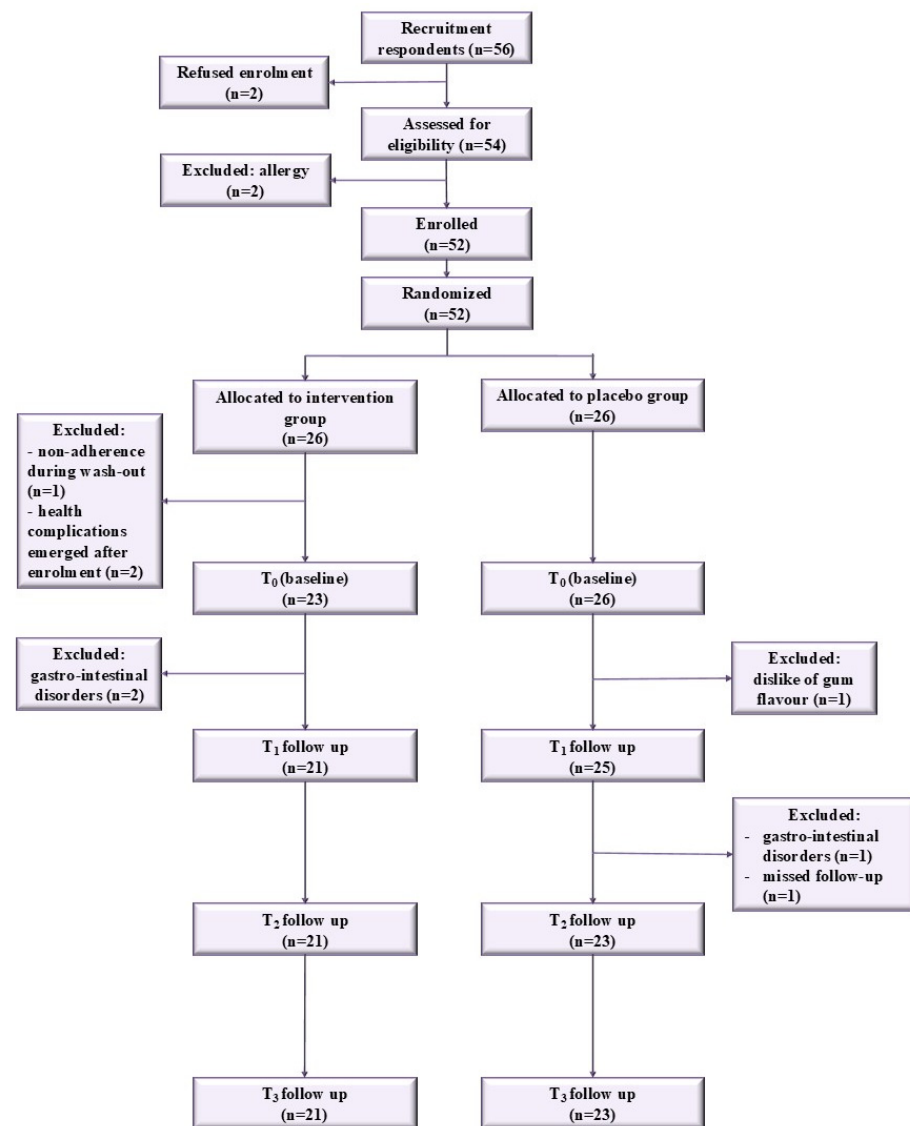 Recruitment
respondents (n=56)
Refused enrolment
(n=2)
Assessed for
eligibility (n=54)
Excluded: allergy
(n=2)
Enrolled
(n=52)
Randomized
(n=52)
Allocated to intervention
group
(n=26)
Allocated to placebo group
(n=26)
Excluded:
- non-adherence
during wash-out
(n=1)
- health
complications
emerged after
enrolment (n=2)
T₀ (baseline)
(n=23)
T₀ (baseline)
(n=26)
Excluded:
gastro-intestinal
disorders (n=2)
Excluded:
dislike of gum
flavour (n=1)
T₁ follow up
(n=21)
T₁ follow up
(n=25)
Excluded:
- gastro-intestinal
disorders (n=1)
- missed follow-up
(n=1)
T₂ follow up
(n=21)
T₂ follow up
(n=23)
T₃ follow up
(n=21)
T₃ follow up
(n=23)